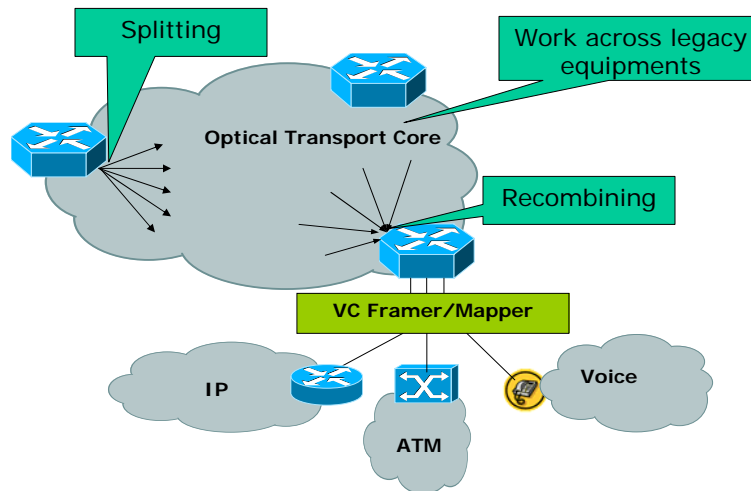 Splitting
Work across legacy
equipments
Optical Transport Core
Recombining
VC Framer/Mapper
IP
ATM
Voice